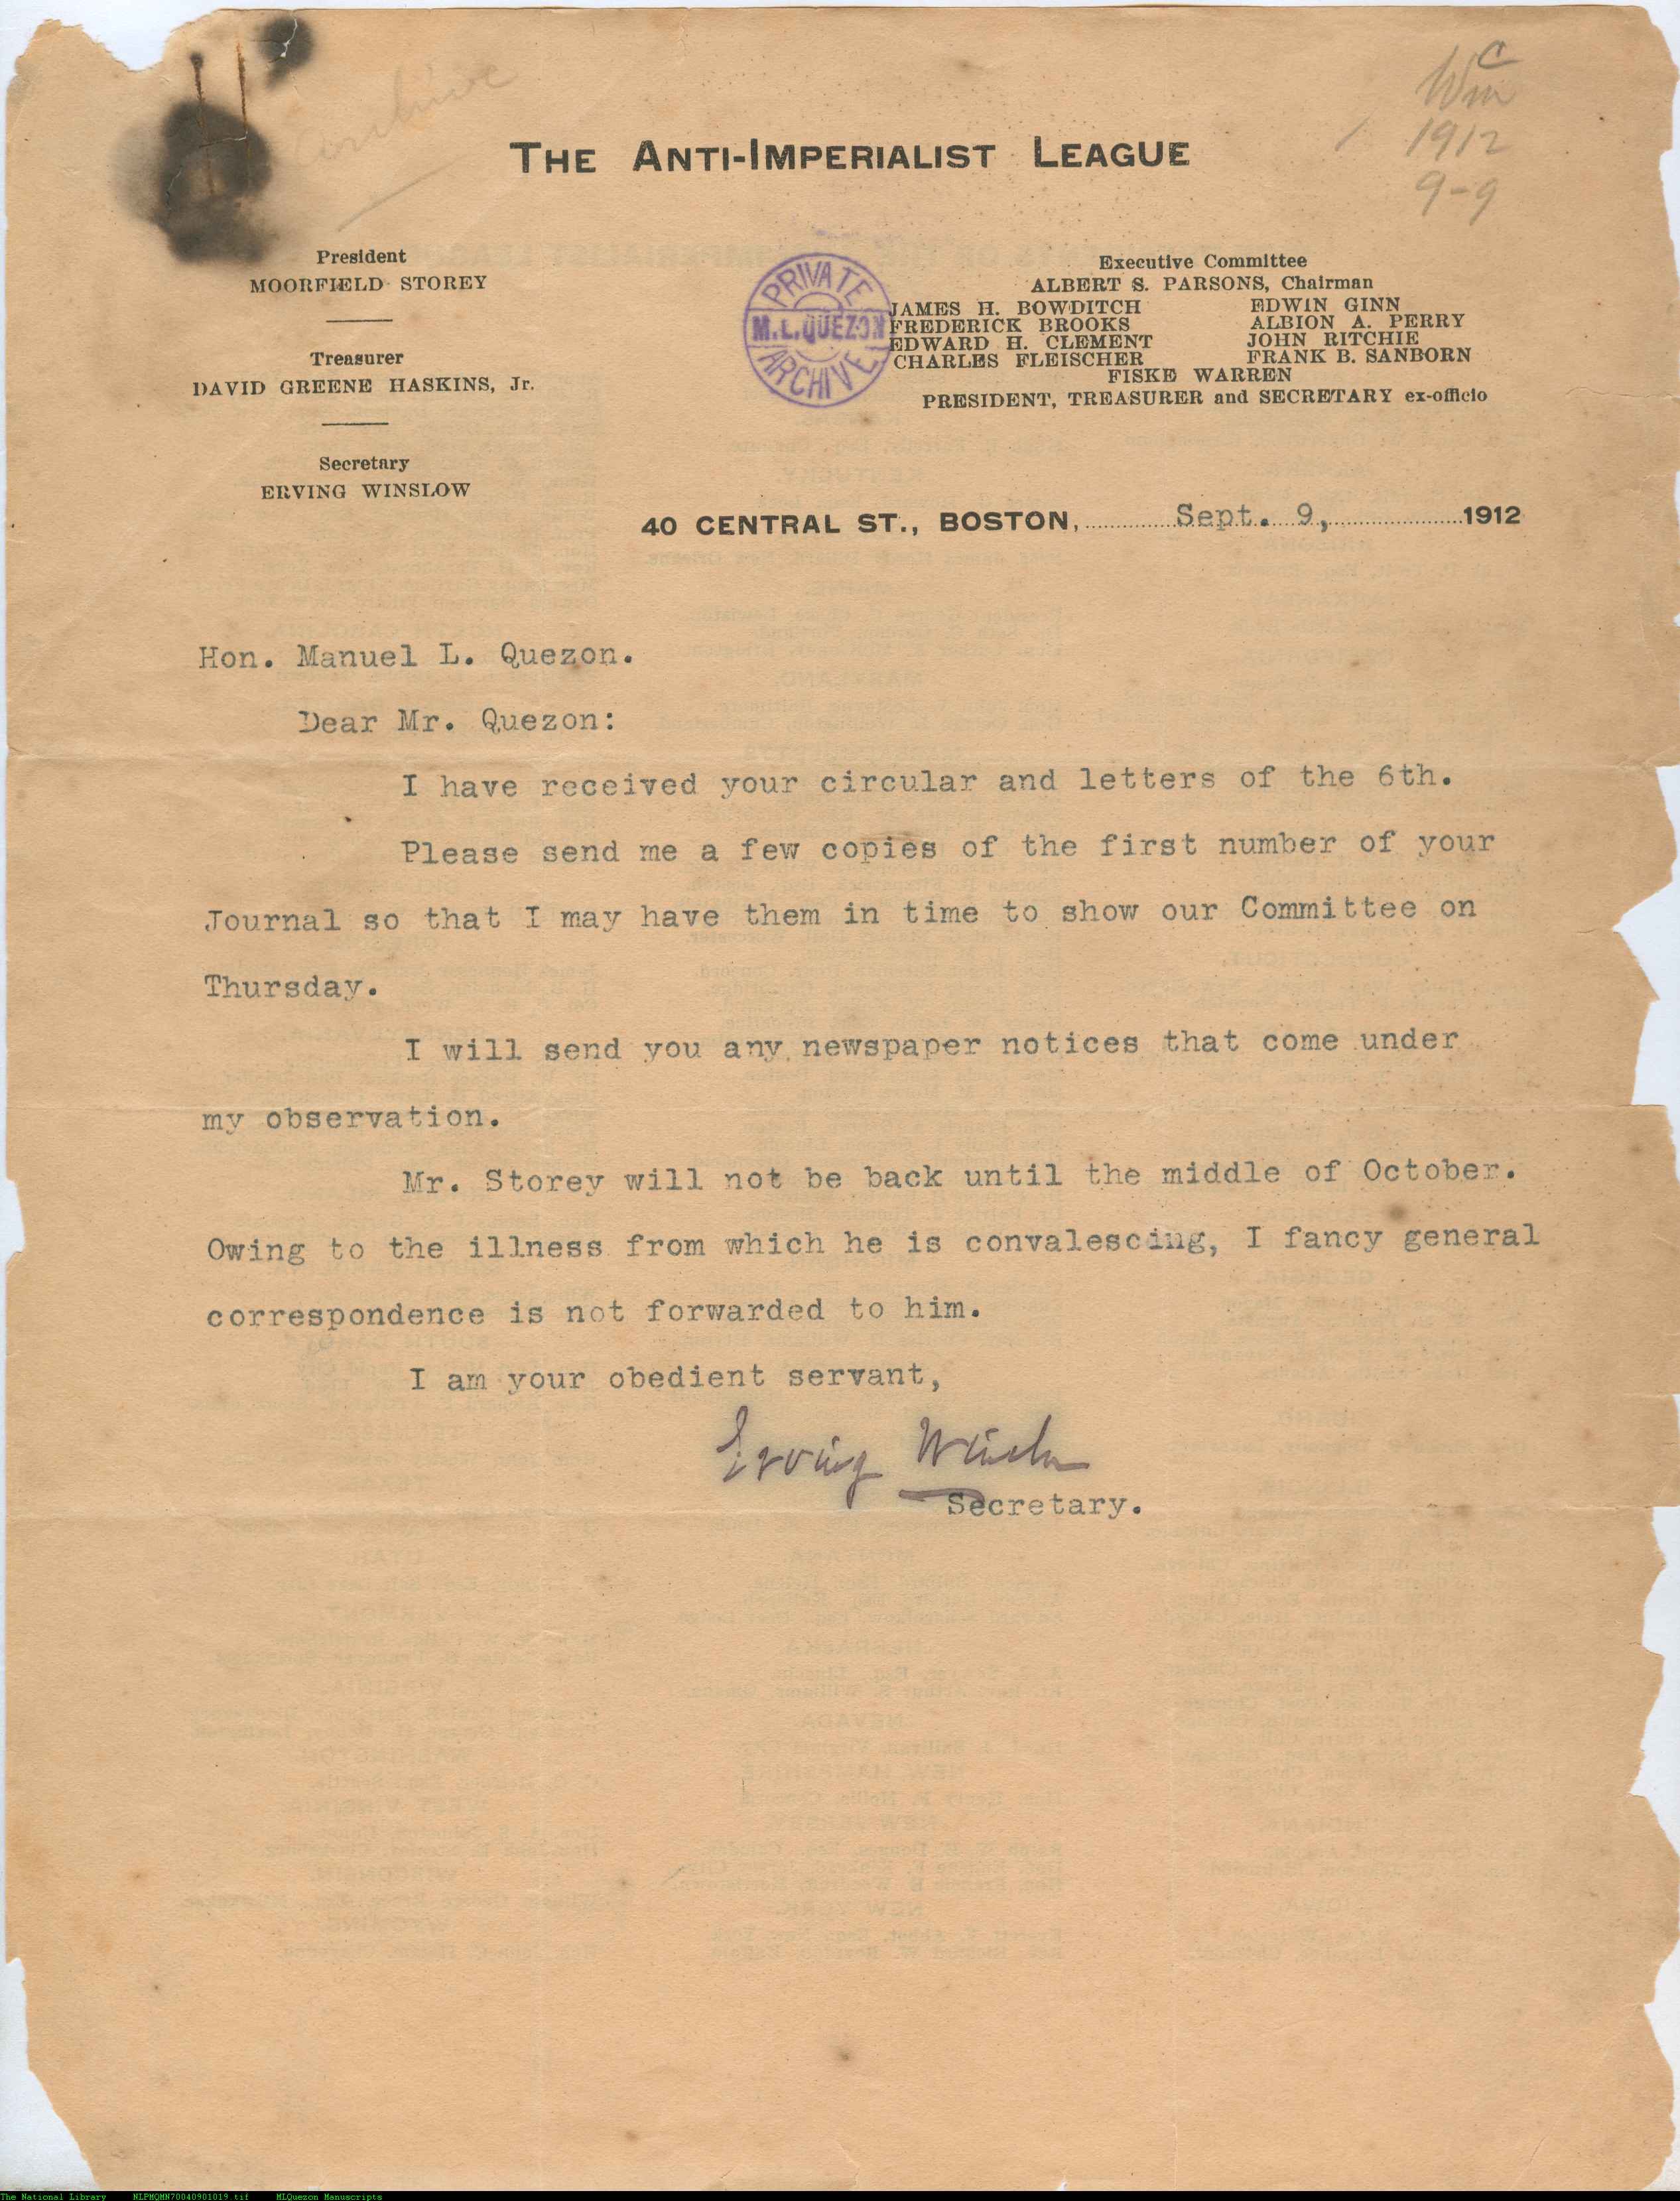 Wm C
1912
9-9
THE ANTI-IMPERIALIST LEAGUE
President
MOORFIELD STOREY
Treasurer
DAVID GREENE HASKINS, Jr.
Secretary
ERVING WINSLOW
PRIVATE
M.L.QUEZON
ARCHIVE
Executive Committee
ALBERT S. PARSONS, Chairman
JAMES H. BOWDITCH EDWIN GINN
FREDERICK BROOKS ALBION A. PERRY
EDWARD H. CLEMENT JOHN RITCHIE
CHARLES FLEISCHER FRANK B. SANBORN
FISKE WARREN
PRESIDENT, TREASURER and SECRETARY ex-officio
40 CENTRAL ST., BOSTON, Sept. 9, 1912
Hon. Manuel L. Quezon.
Dear Mr. Quezon:
I have received your circular and letters of the 6th.
Please send me a few copies of the first number of your
Journal so that I may have them in time to show our Committee on
Thursday.
I will send you any newspaper notices that come under
my observation.
Mr. Storey will not be back until the middle of October.
Owing to the illness from which he is convalescing, I fancy general
correspondence is not forwarded to him.
I am your obedient servant,
Erving Winslow
Secretary.
The National Library NLPMQMN70040901019.tif MLQuezon Manuscripts